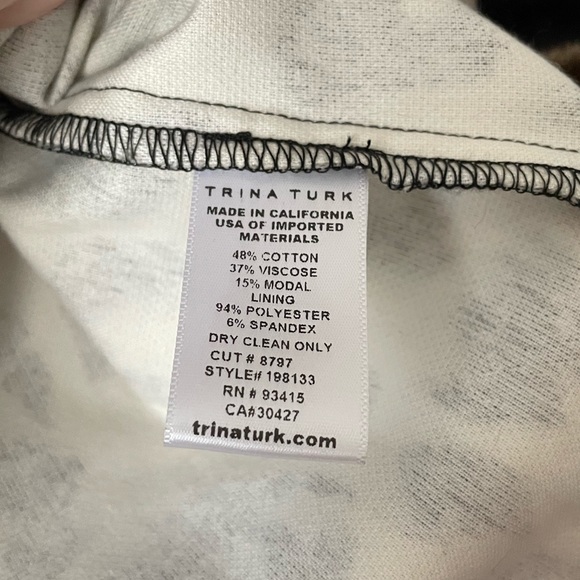 TRINA TURK
MADE IN CALIFORNIA
USA OF IMPORTED
MATERIALS
48% COTTON
37% VISCOSE
15% MODAL
LINING
94% POLYESTER
6% SPANDEX
DRY CLEAN ONLY
CUT # 8797
STYLE# 198133
RN # 93415
CA#30427
trinaturk.com